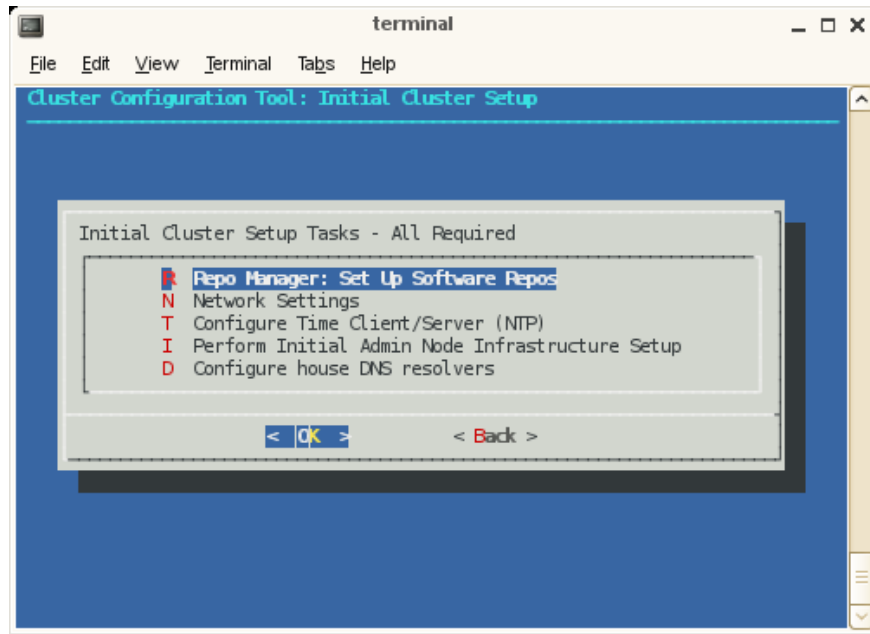 terminal
File Edit View Terminal Tabs Help
Cluster Configuration Tool: Initial Cluster Setup
Initial Cluster Setup Tasks - All Required
R Repo Manager: Set Up Software Repos
N Network Settings
T Configure Time Client/Server (NTP)
I Perform Initial Admin Node Infrastructure Setup
D Configure house DNS resolvers
< OK > < Back >